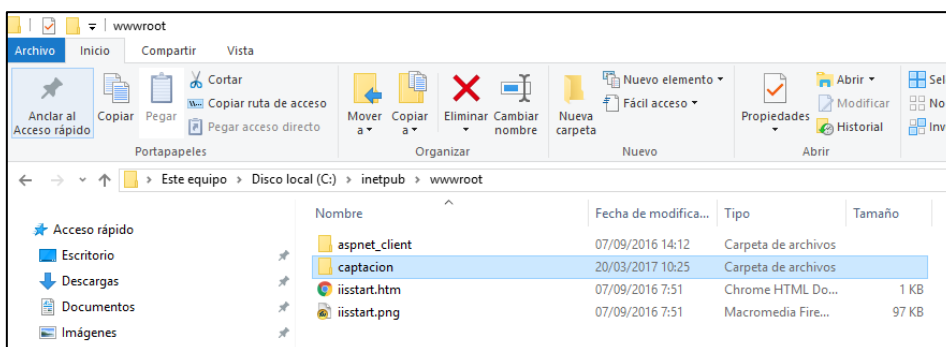 wwwroot
Archivo Inicio Compartir Vista
Anclar al Acceso rápido
Copiar
Pegar
Cortar
Copiar ruta de acceso
Pegar acceso directo
Portapapeles
Mover a
Copiar a
Eliminar
Cambiar nombre
Organizar
Nueva carpeta
Nuevo elemento
Fácil acceso
Nuevo
Propiedades
Abrir
Modificar
Historial
Abrir
Sel
No
Inv
Este equipo > Disco local (C:) > inetpub > wwwroot
Nombre Fecha de modifica... Tipo Tamaño
Acceso rápido
Escritorio
Descargas
Documentos
Imágenes
aspnet_client 07/09/2016 14:12 Carpeta de archivos
captacion 20/03/2017 10:25 Carpeta de archivos
iisstart.htm 07/09/2016 7:51 Chrome HTML Do... 1 KB
iisstart.png 07/09/2016 7:51 Macromedia Fire... 97 KB